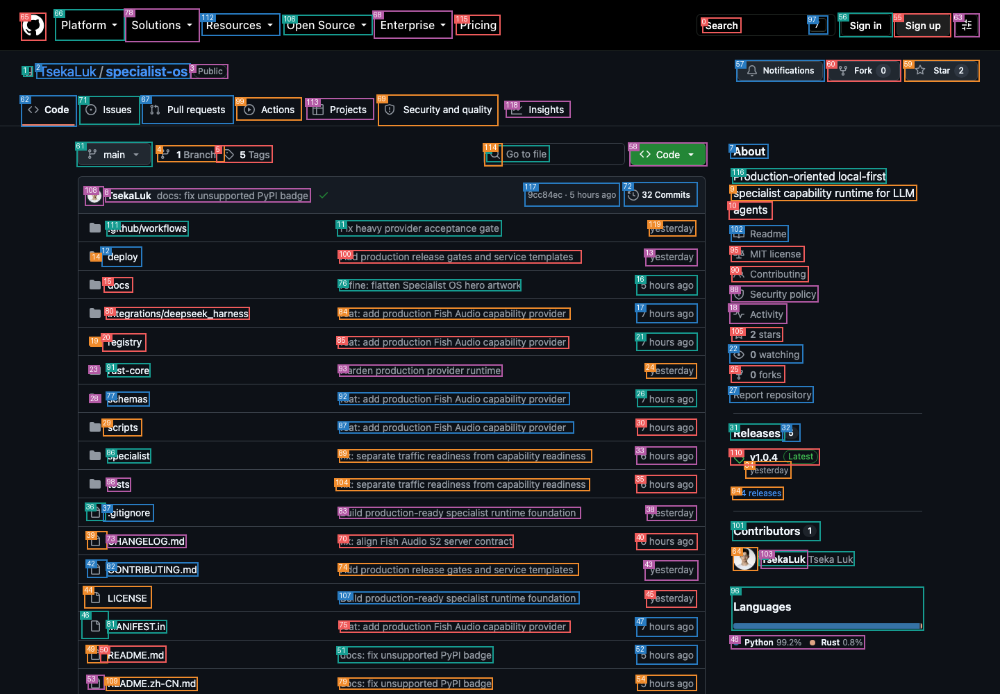 Platform Solutions Resources Open Source Enterprise Pricing Search Sign in Sign up
TsekaLuk / specialist-os Public Notifications Fork 0 Star 2
Code Issues Pull requests Actions Projects Security and quality Insights
main 1 Branch 5 Tags Go to file Code
TsekaLuk docs: fix unsupported PyPI badge 9cc84ec · 5 hours ago 32 Commits
.github/workflows Fix heavy provider acceptance gate yesterday
deploy Add production release gates and service templates yesterday
docs refine: flatten Specialist OS hero artwork 5 hours ago
integrations/deepseek_harness feat: add production Fish Audio capability provider 7 hours ago
registry feat: add production Fish Audio capability provider 7 hours ago
rust-core Harden production provider runtime yesterday
schemas feat: add production Fish Audio capability provider 7 hours ago
scripts feat: add production Fish Audio capability provider 7 hours ago
specialist fix: separate traffic readiness from capability readiness 6 hours ago
tests fix: separate traffic readiness from capability readiness 6 hours ago
.gitignore Build production-ready specialist runtime foundation yesterday
CHANGELOG.md fix: align Fish Audio S2 server contract hours ago
CONTRIBUTING.md Add production release gates and service templates yesterday
LICENSE Build production-ready specialist runtime foundation yesterday
MANIFEST.in feat: add production Fish Audio capability provider 7 hours ago
README.md docs: fix unsupported PyPI badge 5 hours ago
README.zh-CN.md docs: fix unsupported PyPI badge 5 hours ago
About
Production-oriented local-first
specialist capability runtime for LLM
agents
Readme
MIT license
Contributing
Security policy
Activity
2 stars
0 watching
0 forks
Report repository
Releases 5
v1.0.4 Latest
yesterday
releases
Contributors 1
TsekaLuk Tseka Luk
Languages
Python 99.2% Rust 0.8%